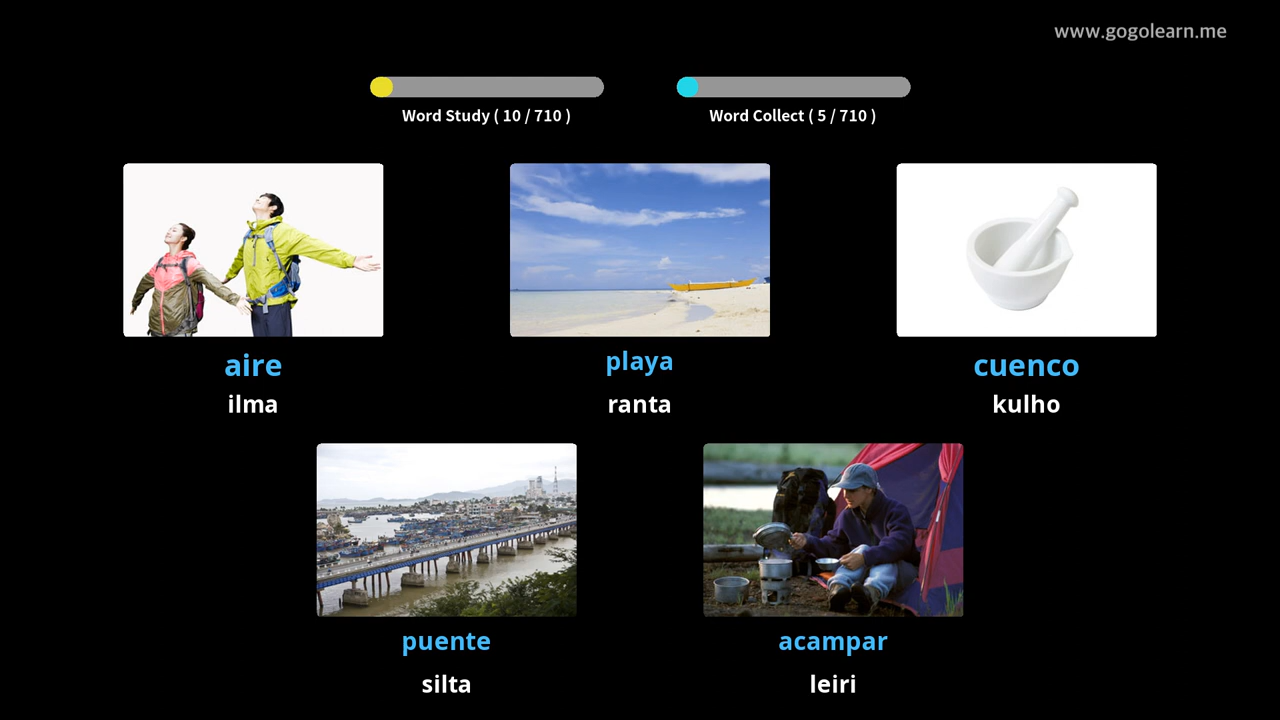 www.gogolearn.me
Word Study ( 10 / 710 )
Word Collect ( 5 / 710 )
aire
ilma
playa
ranta
cuenco
kulho
puente
silta
acampar
leiri